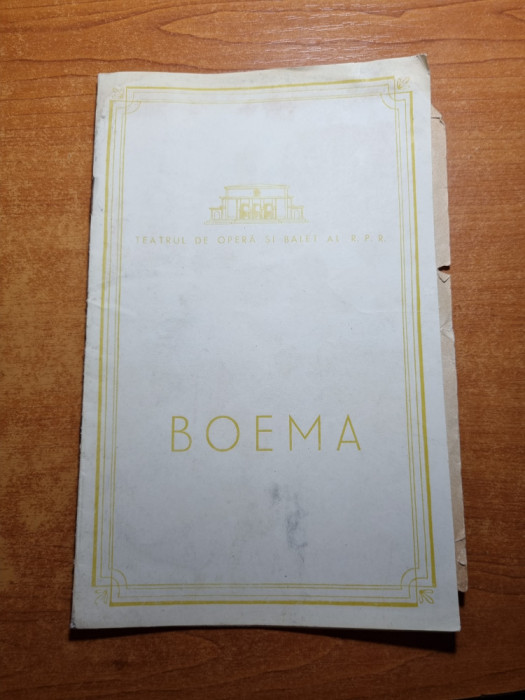 TEATRUL DE OPERĂ ȘI BALET AL R. P. R.
BOEMA